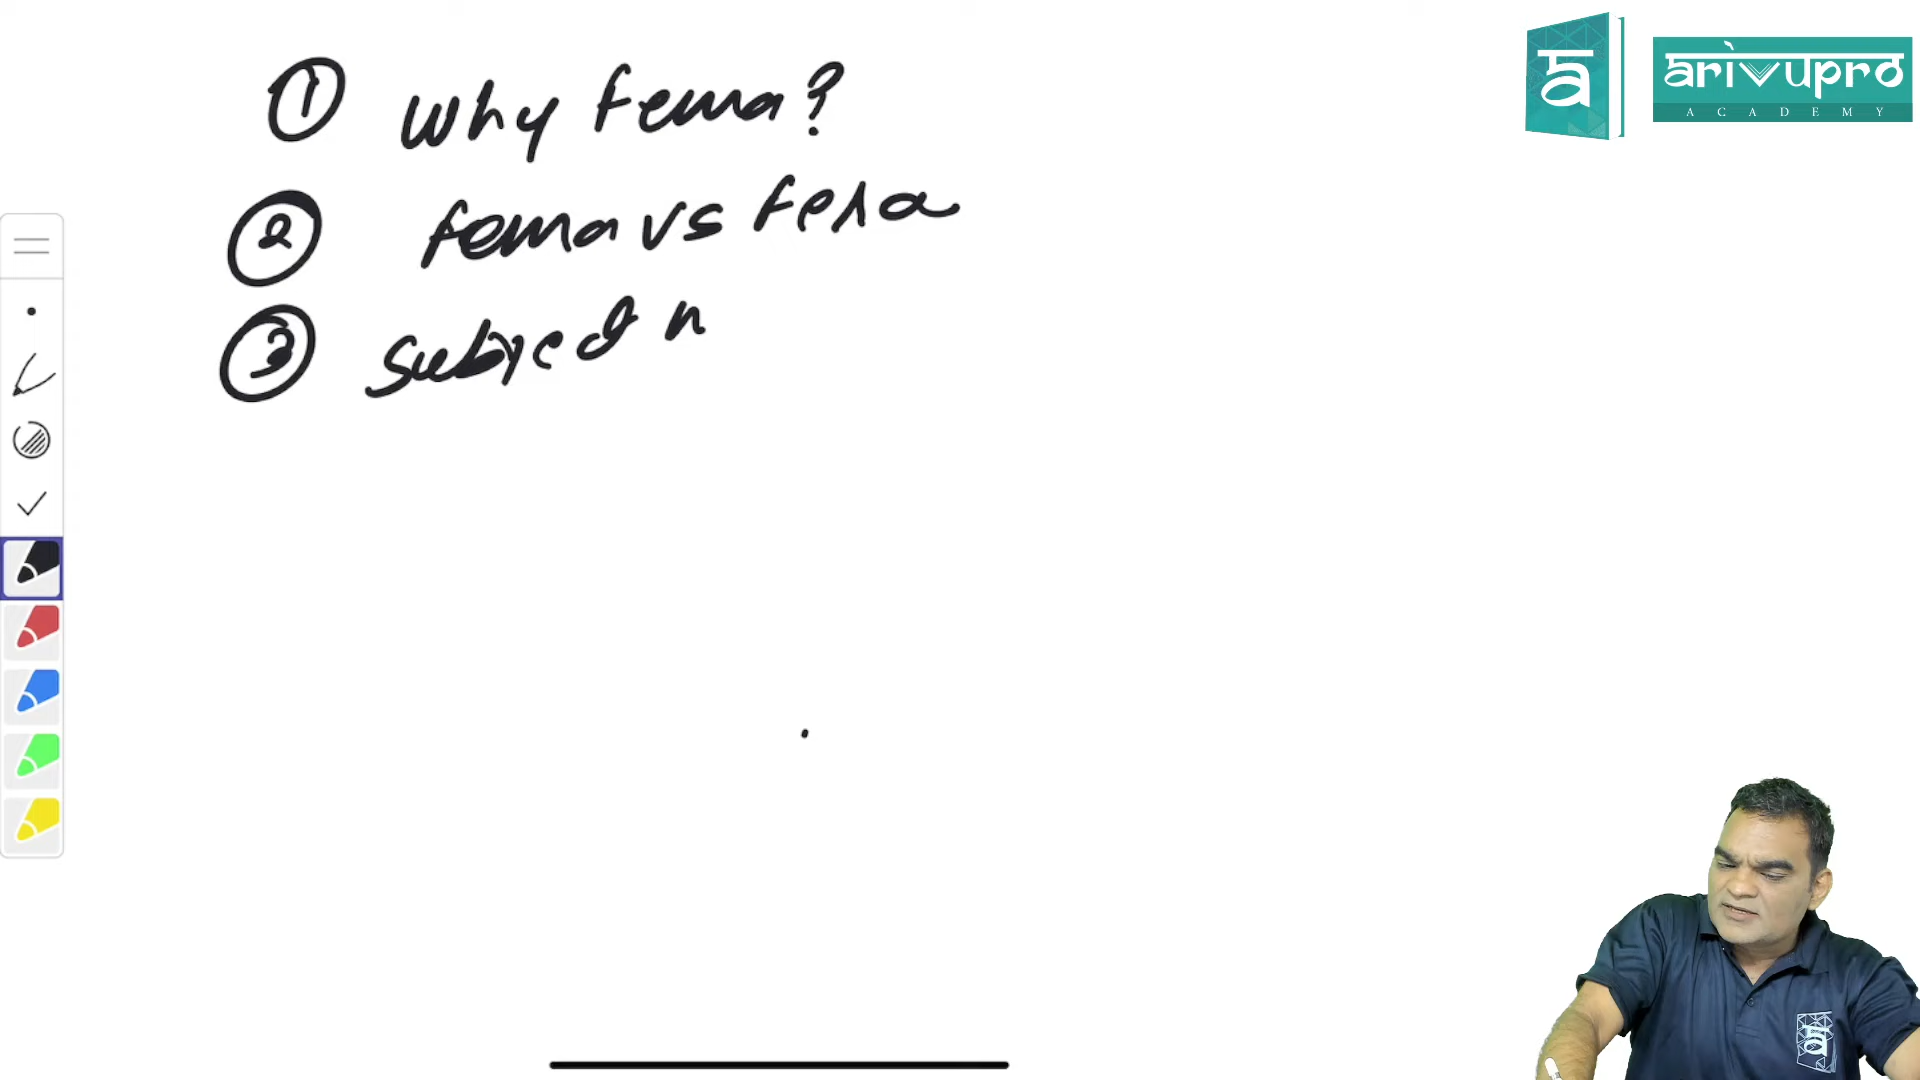 ① Why fema?
② fema vs fera
③ Subject n
ā arivupro
ACADEMY
ā